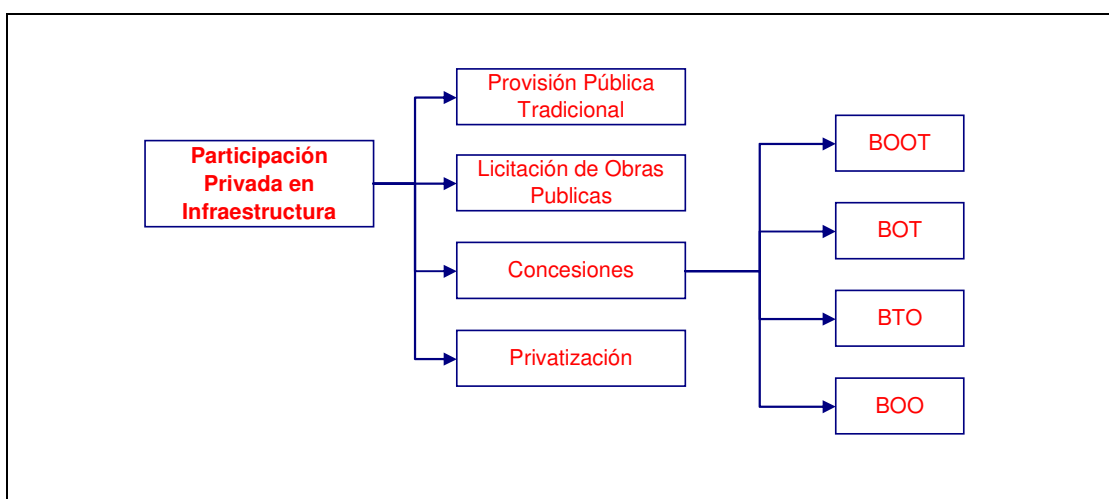 Participación
Privada en
Infraestructura
Provisión Pública
Tradicional
Licitación de Obras
Publicas
Concesiones
Privatización
BOOT
BOT
BTO
BOO